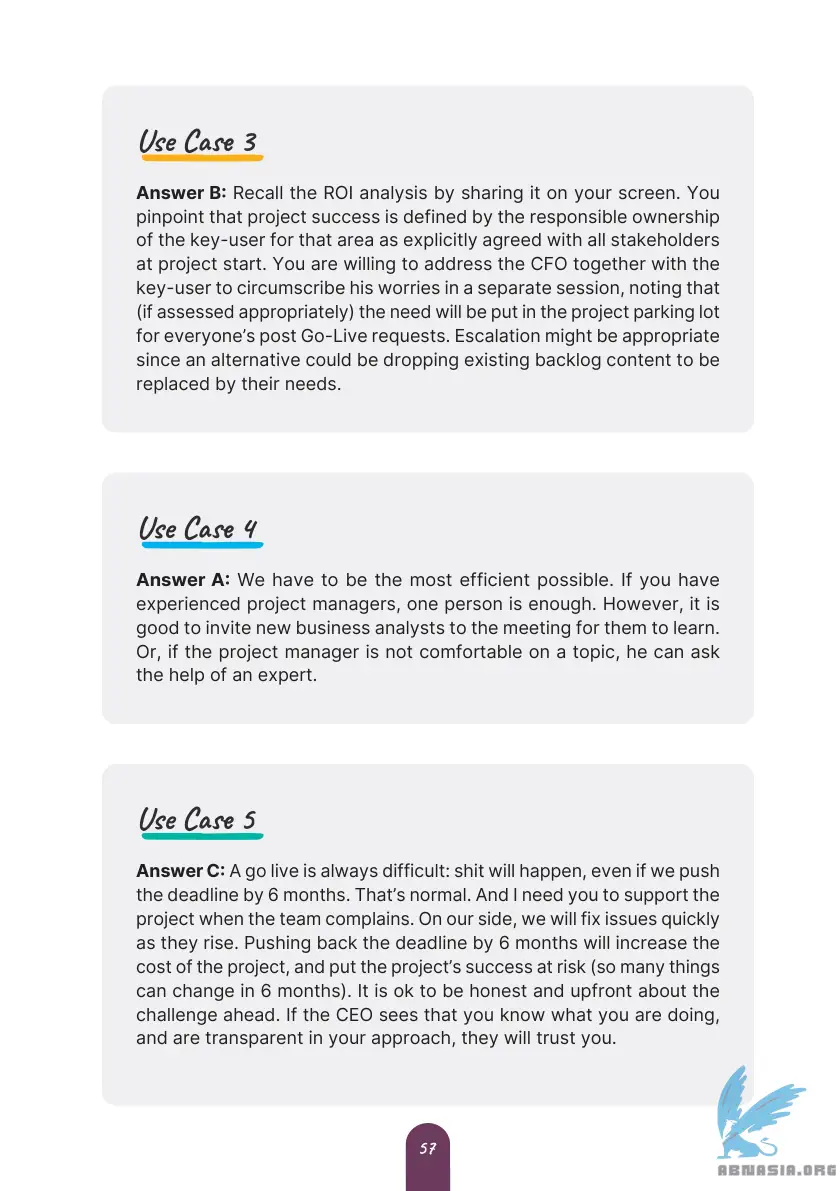 Use Case 3
Answer B: Recall the ROI analysis by sharing it on your screen. You
pinpoint that project success is defined by the responsible ownership
of the key-user for that area as explicitly agreed with all stakeholders
at project start. You are willing to address the CFO together with the
key-user to circumscribe his worries in a separate session, noting that
(if assessed appropriately) the need will be put in the project parking lot
for everyone’s post Go-Live requests. Escalation might be appropriate
since an alternative could be dropping existing backlog content to be
replaced by their needs.
Use Case 4
Answer A: We have to be the most efficient possible. If you have
experienced project managers, one person is enough. However, it is
good to invite new business analysts to the meeting for them to learn.
Or, if the project manager is not comfortable on a topic, he can ask
the help of an expert.
Use Case 5
Answer C: A go live is always difficult: shit will happen, even if we push
the deadline by 6 months. That’s normal. And I need you to support the
project when the team complains. On our side, we will fix issues quickly
as they rise. Pushing back the deadline by 6 months will increase the
cost of the project, and put the project’s success at risk (so many things
can change in 6 months). It is ok to be honest and upfront about the
challenge ahead. If the CEO sees that you know what you are doing,
and are transparent in your approach, they will trust you.
57
ABNASIA.ORG